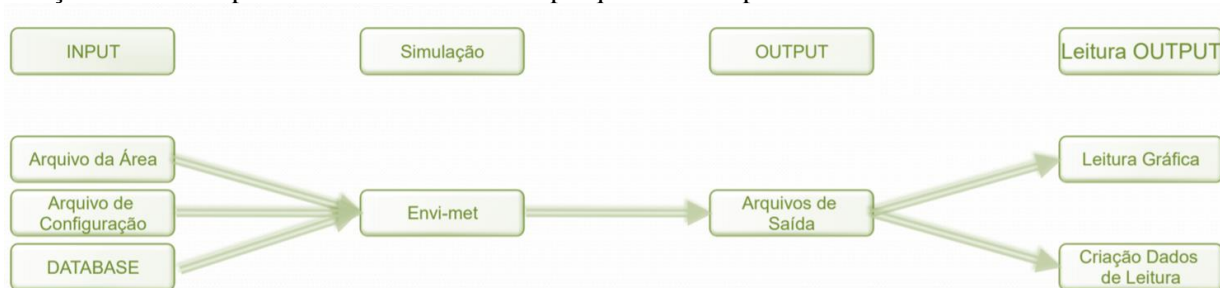 INPUT
Simulação
OUTPUT
Leitura OUTPUT
Arquivo da Área
Arquivo de
Configuração
DATABASE
Envi-met
Arquivos de
Saída
Leitura Gráfica
Criação Dados
de Leitura